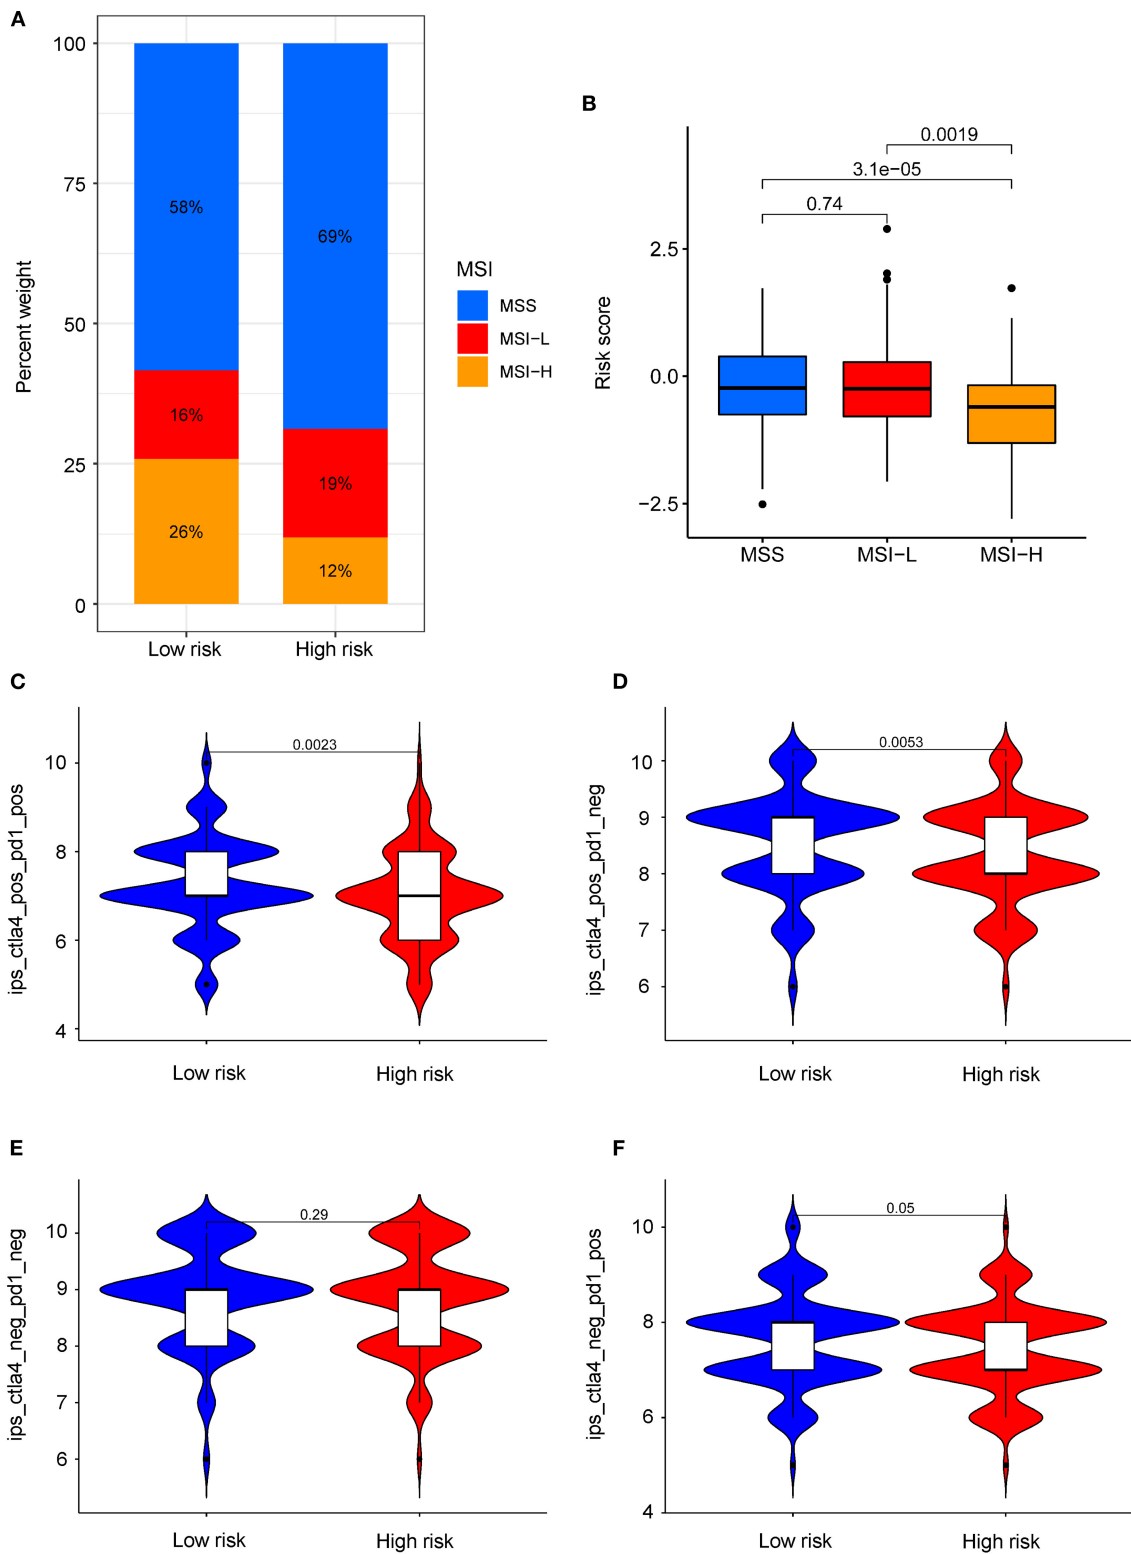 A
100
75
50
25
0
Percent weight
58%
16%
26%
69%
19%
12%
Low risk
High risk
MSI
MSS
MSI−L
MSI−H
B
Risk score
2.5
0.0
−2.5
0.0019
3.1e−05
0.74
MSS
MSI−L
MSI−H
C
ips_ctla4_pos_pd1_pos
10
8
6
4
0.0023
Low risk
High risk
D
ips_ctla4_pos_pd1_neg
10
9
8
7
6
0.0053
Low risk
High risk
E
ips_ctla4_neg_pd1_neg
10
9
8
7
6
0.29
Low risk
High risk
F
ips_ctla4_neg_pd1_pos
10
8
6
4
0.05
Low risk
High risk